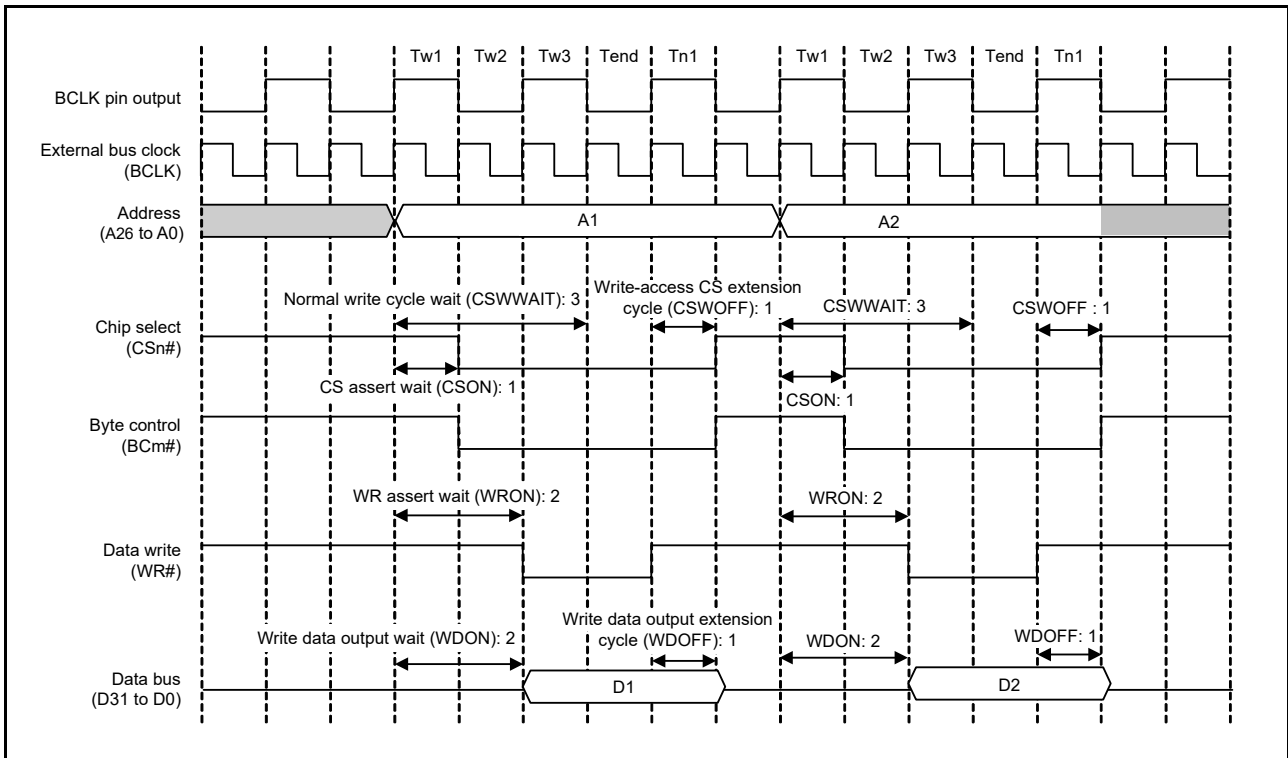 Tw1 Tw2 Tw3 Tend Tn1 Tw1 Tw2 Tw3 Tend Tn1
BCLK pin output
External bus clock
(BCLK)
Address
(A26 to A0)
A1
A2
Normal write cycle wait (CSWWAIT): 3
Write-access CS extension
cycle (CSWOFF): 1
CSWWAIT: 3
CSWOFF : 1
Chip select
(CSn#)
CS assert wait (CSON): 1
CSON: 1
Byte control
(BCm#)
WR assert wait (WRON): 2
WRON: 2
Data write
(WR#)
Write data output wait (WDON): 2
Write data output extension
cycle (WDOFF): 1
WDON: 2
WDOFF: 1
Data bus
(D31 to D0)
D1
D2